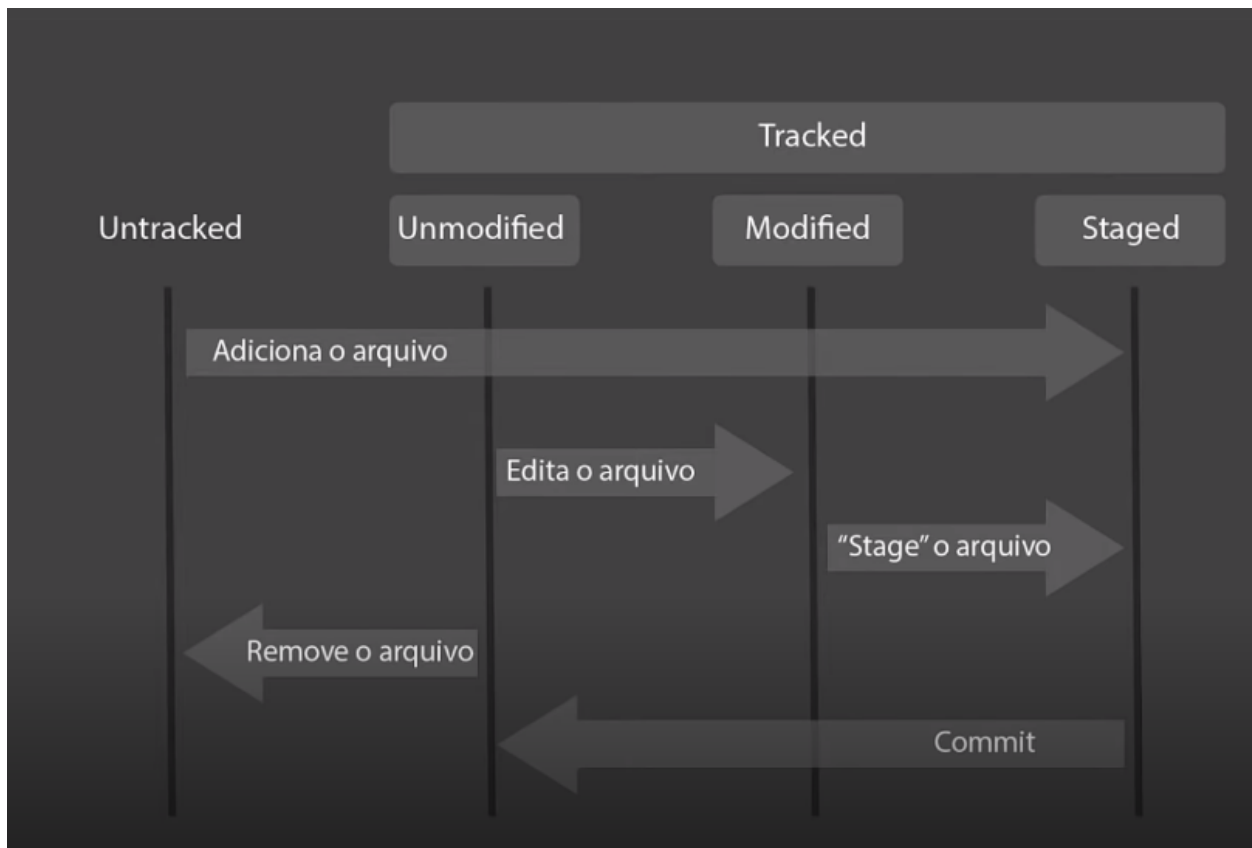 Tracked
Untracked
Unmodified
Modified
Staged
Adiciona o arquivo
Edita o arquivo
“Stage” o arquivo
Remove o arquivo
Commit